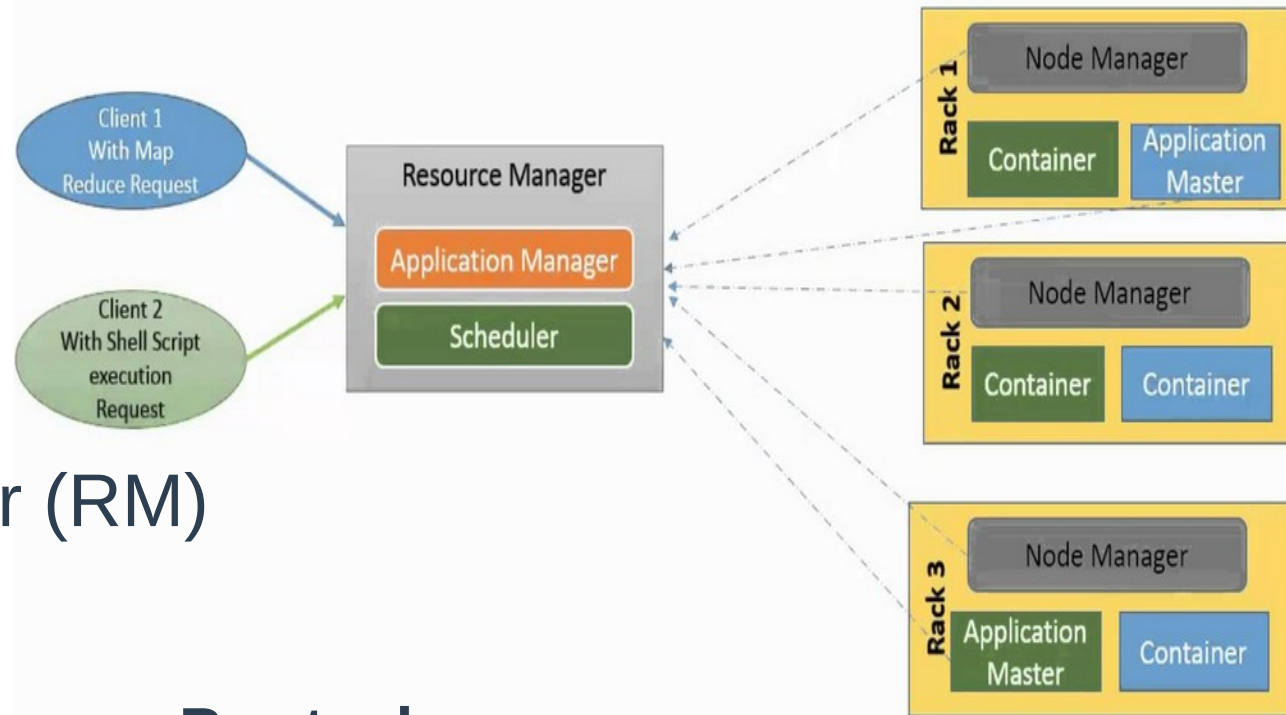 Client 1
With Map
Reduce Request
Client 2
With Shell Script
execution
Request
Resource Manager
Application Manager
Scheduler
Rack 1
Node Manager
Container
Application
Master
Rack 2
Node Manager
Container
Container
Rack 3
Node Manager
Application
Master
Container
r (RM)